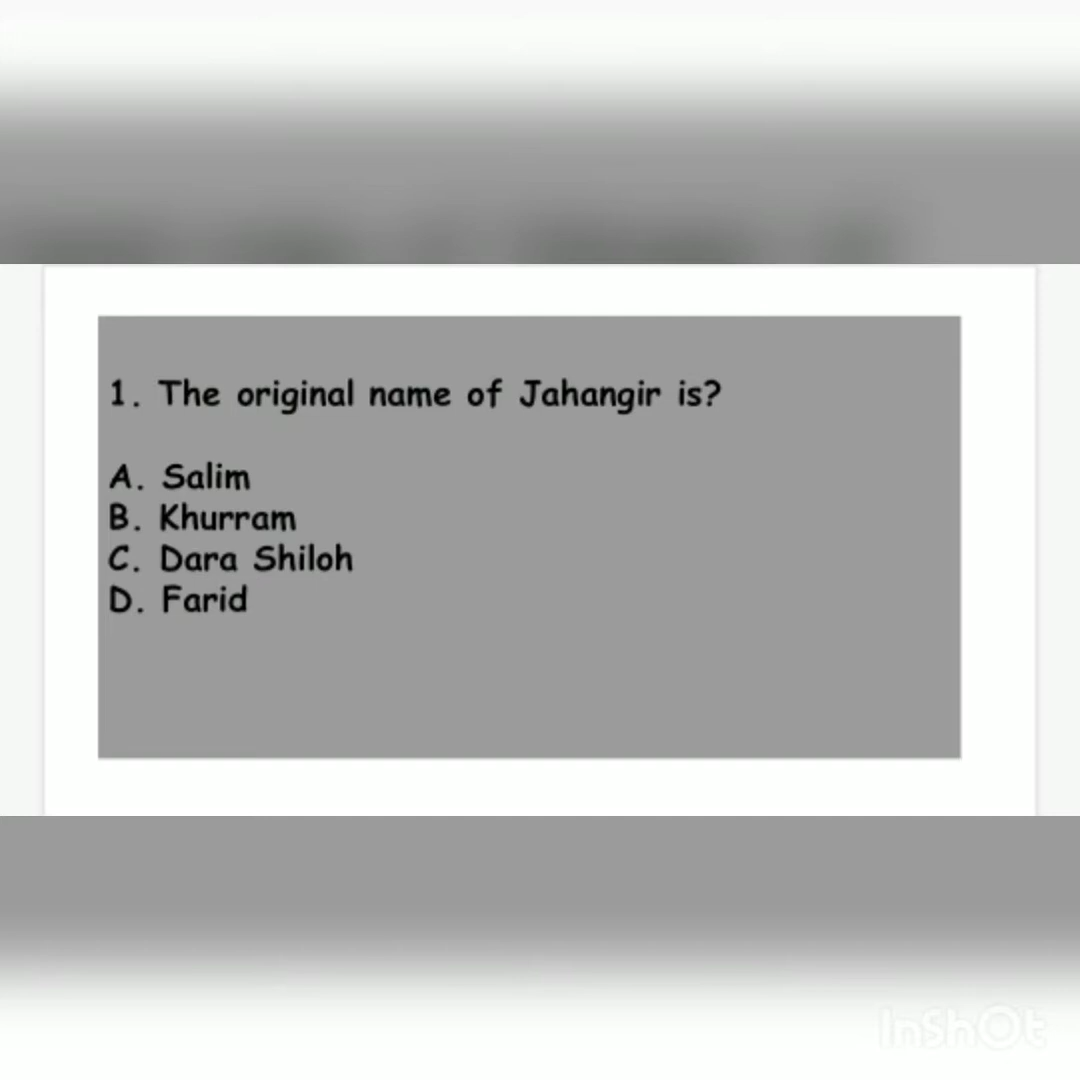 1. The original name of Jahangir is?
A. Salim
B. Khurram
C. Dara Shiloh
D. Farid
InShOt